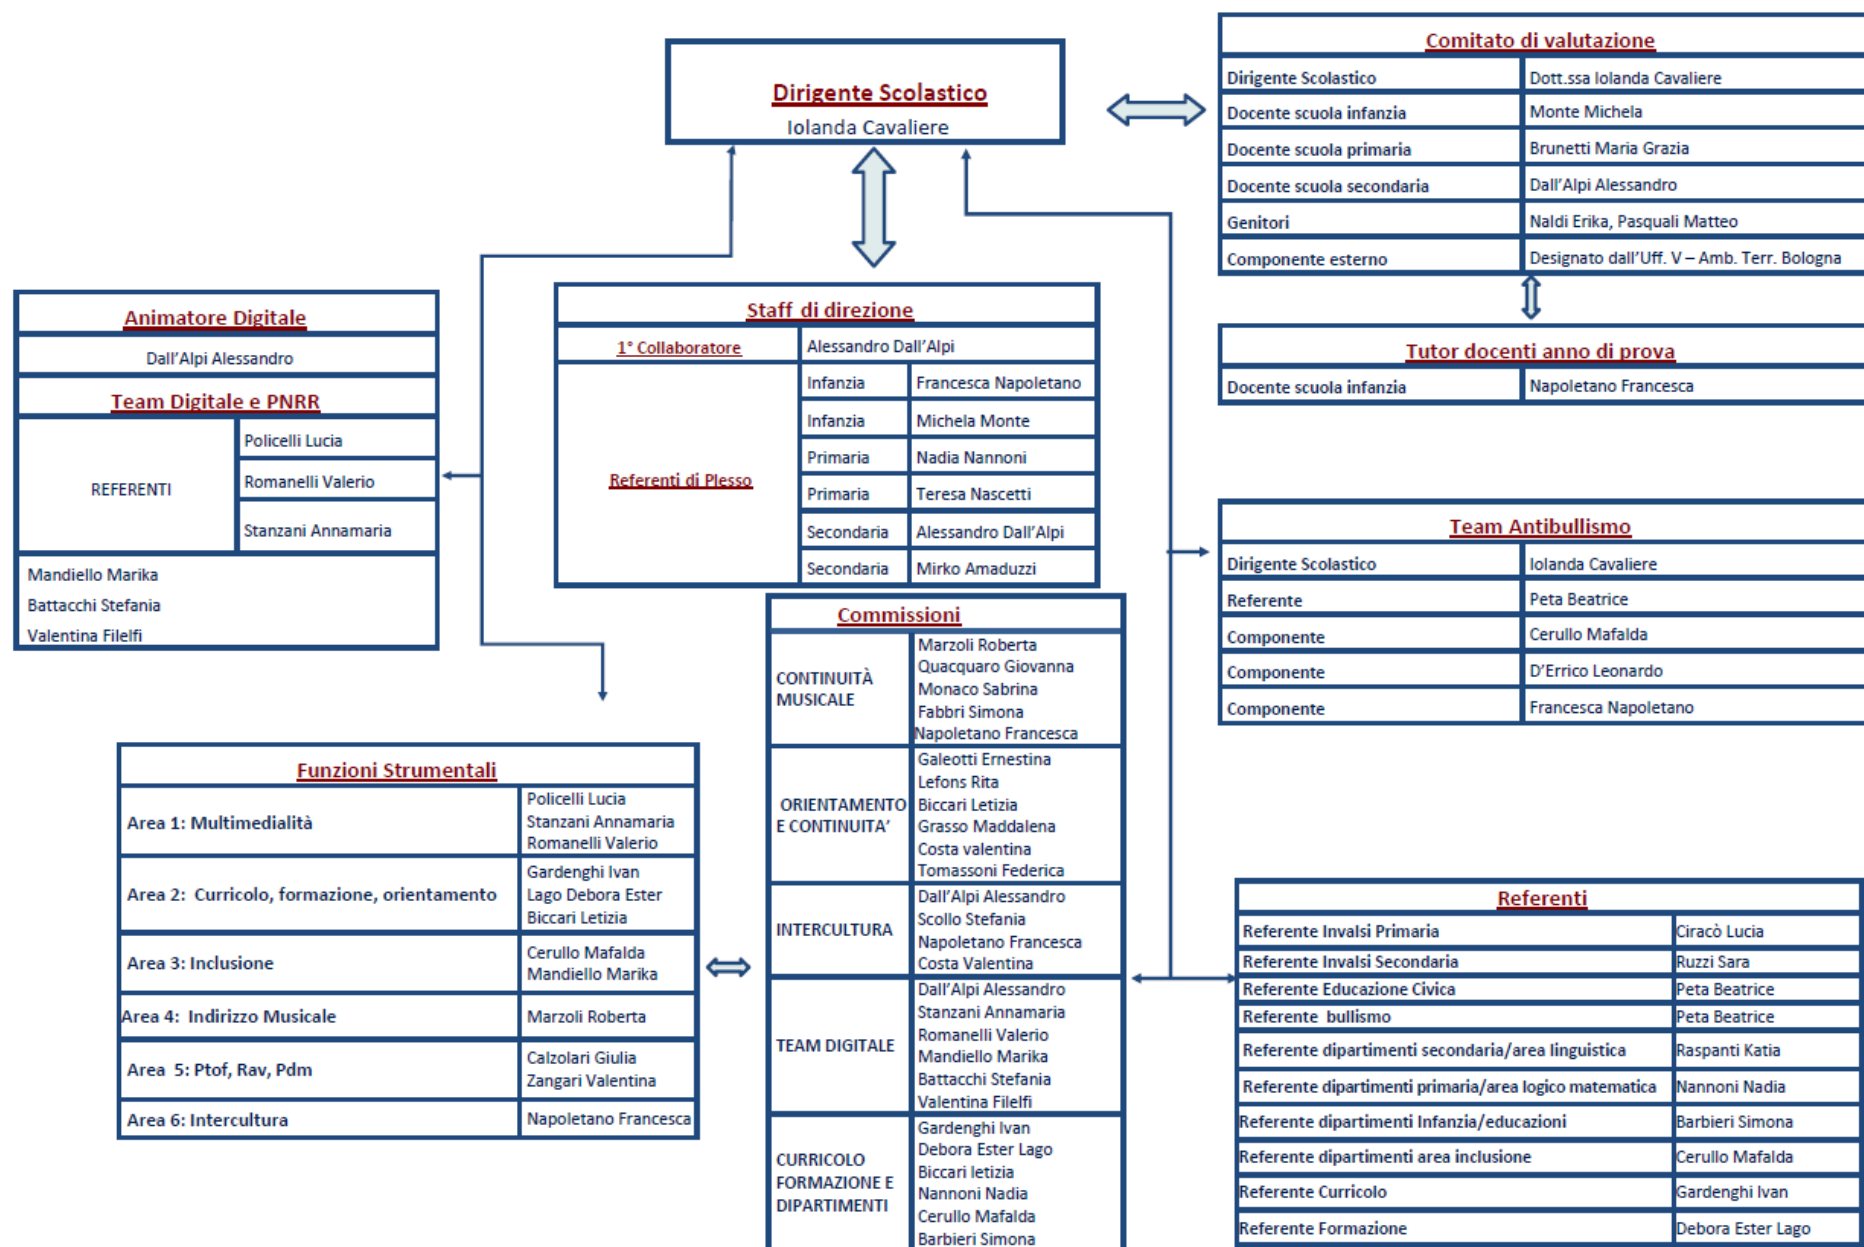 Dirigente Scolastico
Iolanda Cavaliere
Comitato di valutazione
Dirigente Scolastico Dott.ssa Iolanda Cavaliere
Docente scuola infanzia Monte Michela
Docente scuola primaria Brunetti Maria Grazia
Docente scuola secondaria Dall'Alpi Alessandro
Genitori Naldi Erika, Pasquali Matteo
Componente esterno Designato dall'Uff. V – Amb. Terr. Bologna
Tutor docenti anno di prova
Docente scuola infanzia Napoletano Francesca
Animatore Digitale
Dall'Alpi Alessandro
Team Digitale e PNRR
REFERENTI
Policelli Lucia
Romanelli Valerio
Stanzani Annamaria
Mandiello Marika
Battacchi Stefania
Valentina Filelfi
Staff di direzione
1° Collaboratore Alessandro Dall'Alpi
Referenti di Plesso
Infanzia Francesca Napoletano
Infanzia Michela Monte
Primaria Nadia Nannoni
Primaria Teresa Nascetti
Secondaria Alessandro Dall'Alpi
Secondaria Mirko Amaduzzi
Team Antibullismo
Dirigente Scolastico Iolanda Cavaliere
Referente Peta Beatrice
Componente Cerullo Mafalda
Componente D'Errico Leonardo
Componente Francesca Napoletano
Commissioni
CONTINUITÀ
MUSICALE
Marzoli Roberta
Quacquaro Giovanna
Monaco Sabrina
Fabbri Simona
Napoletano Francesca
ORIENTAMENTO
E CONTINUITA'
Galeotti Ernestina
Lefons Rita
Biccari Letizia
Grasso Maddalena
Costa valentina
Tomassoni Federica
INTERCULTURA
Dall'Alpi Alessandro
Scollo Stefania
Napoletano Francesca
Costa Valentina
TEAM DIGITALE
Dall'Alpi Alessandro
Stanzani Annamaria
Romanelli Valerio
Mandiello Marika
Battacchi Stefania
Valentina Filelfi
CURRICOLO
FORMAZIONE E
DIPARTIMENTI
Gardenghi Ivan
Debora Ester Lago
Biccari letizia
Nannoni Nadia
Cerullo Mafalda
Barbieri Simona
Funzioni Strumentali
Area 1: Multimedialità
Policelli Lucia
Stanzani Annamaria
Romanelli Valerio
Area 2: Curricolo, formazione, orientamento
Gardenghi Ivan
Lago Debora Ester
Biccari Letizia
Area 3: Inclusione
Cerullo Mafalda
Mandiello Marika
Area 4: Indirizzo Musicale Marzoli Roberta
Area 5: Ptof, Rav, Pdm
Calzolari Giulia
Zangari Valentina
Area 6: Intercultura Napoletano Francesca
Referenti
Referente Invalsi Primaria Ciracò Lucia
Referente Invalsi Secondaria Ruzzi Sara
Referente Educazione Civica Peta Beatrice
Referente bullismo Peta Beatrice
Referente dipartimenti secondaria/area linguistica Raspanti Katia
Referente dipartimenti primaria/area logico matematica Nannoni Nadia
Referente dipartimenti Infanzia/educazioni Barbieri Simona
Referente dipartimenti area inclusione Cerullo Mafalda
Referente Curricolo Gardenghi Ivan
Referente Formazione Debora Ester Lago